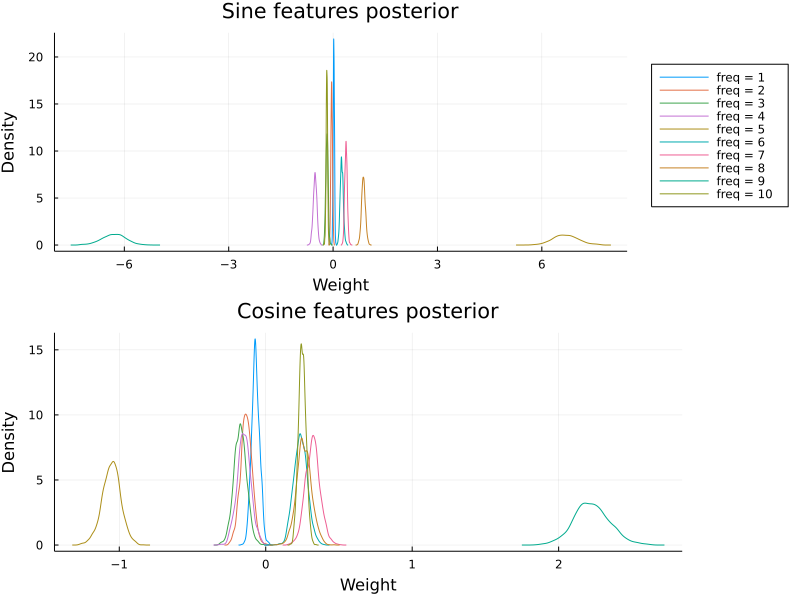 Sine features posterior
20
15
10
5
0
Density
−6 −3 0 3 6
Weight
freq = 1
freq = 2
freq = 3
freq = 4
freq = 5
freq = 6
freq = 7
freq = 8
freq = 9
freq = 10
Cosine features posterior
15
10
5
0
Density
−1 0 1 2
Weight